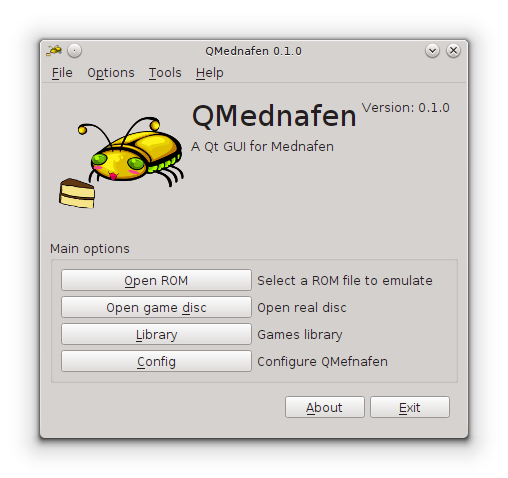 QMednafen 0.1.0
File Options Tools Help
QMednafen Version: 0.1.0
A Qt GUI for Mednafen
Main options
Open ROM Select a ROM file to emulate
Open game disc Open real disc
Library Games library
Config Configure QMefnafen
About Exit